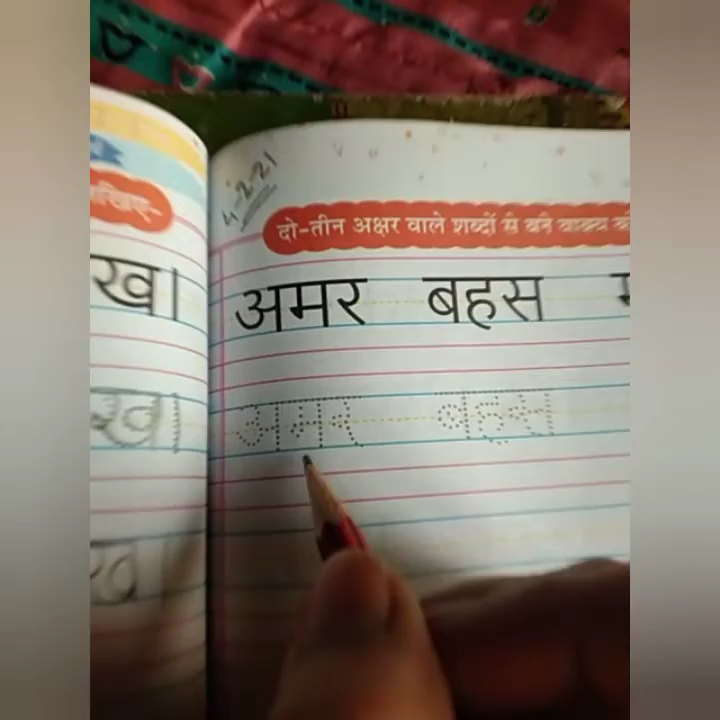 4-2-21
दो-तीन अक्षर वाले शब्दों से बने वाक्य
अमर बहस
अमर बहस
खिए-
ख।
ख।
ख